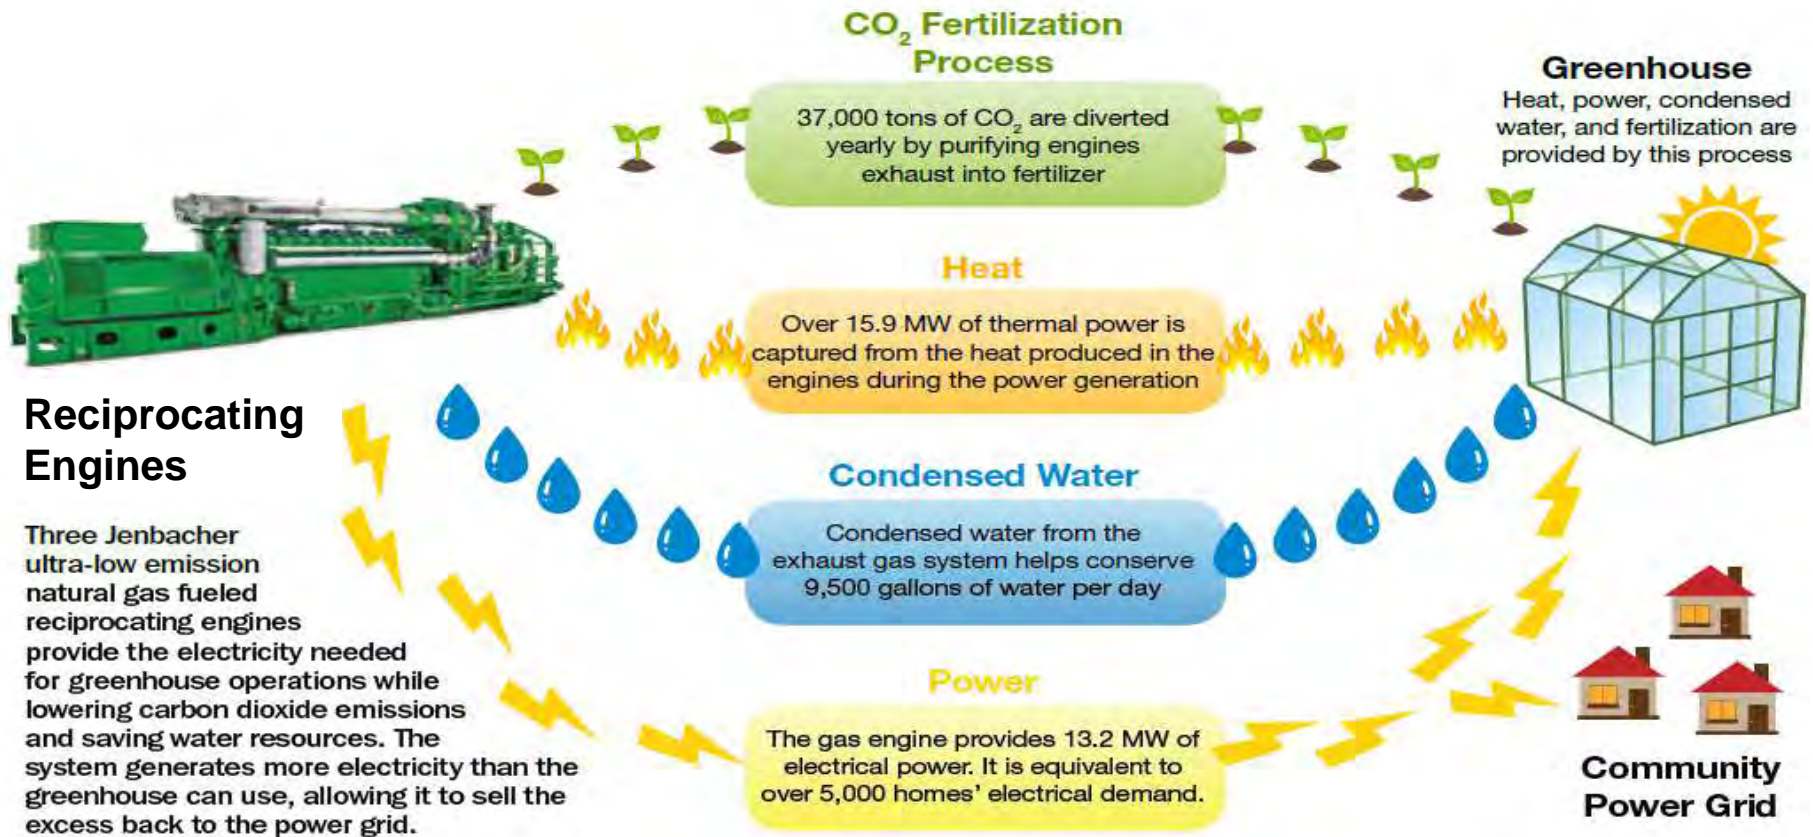 CO₂ Fertilization
Process
37,000 tons of CO₂ are diverted
yearly by purifying engines
exhaust into fertilizer
Greenhouse
Heat, power, condensed
water, and fertilization are
provided by this process
Heat
Over 15.9 MW of thermal power is
captured from the heat produced in the
engines during the power generation
Reciprocating
Engines
Three Jenbacher
ultra-low emission
natural gas fueled
reciprocating engines
provide the electricity needed
for greenhouse operations while
lowering carbon dioxide emissions
and saving water resources. The
system generates more electricity than the
greenhouse can use, allowing it to sell the
excess back to the power grid.
Condensed Water
Condensed water from the
exhaust gas system helps conserve
9,500 gallons of water per day
Power
The gas engine provides 13.2 MW of
electrical power. It is equivalent to
over 5,000 homes’ electrical demand.
Community
Power Grid